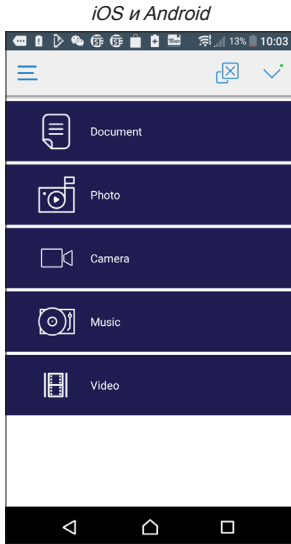 iOS и Android
13% 10:03
Document
Photo
Camera
Music
Video